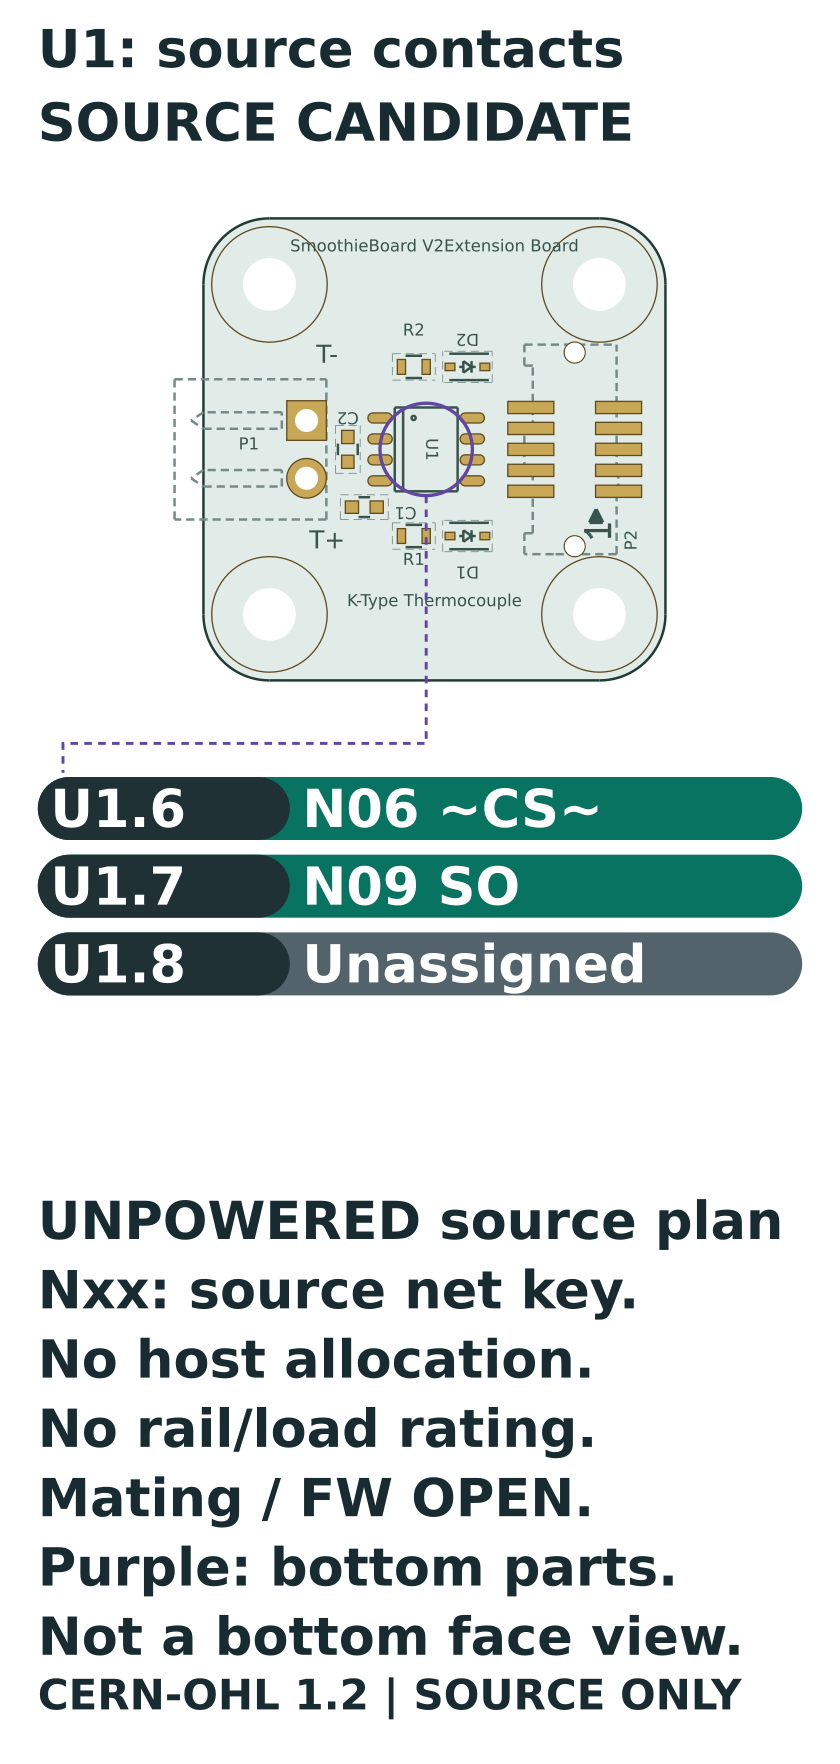 U1: source contacts
SOURCE CANDIDATE
SmoothieBoard V2Extension Board
R2
D2
T-
C2
P1
U1
C1
T+
1
P2
R1
D1
K-Type Thermocouple
U1.6 N06 ~CS~
U1.7 N09 SO
U1.8 Unassigned
UNPOWERED source plan
Nxx: source net key.
No host allocation.
No rail/load rating.
Mating / FW OPEN.
Purple: bottom parts.
Not a bottom face view.
CERN-OHL 1.2 | SOURCE ONLY